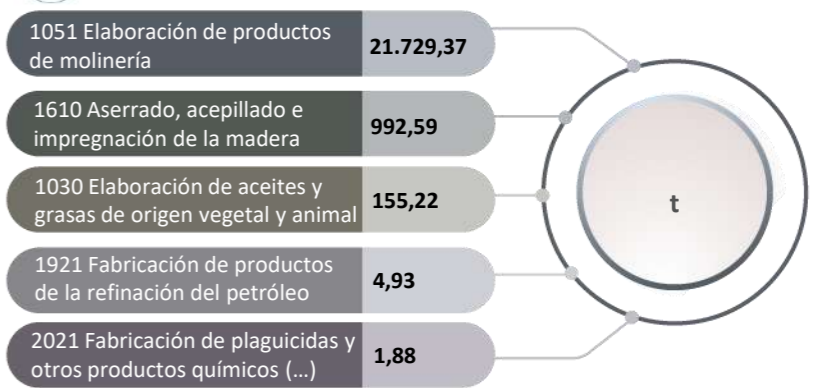 1051 Elaboración de productos
de molinería
21.729,37
1610 Aserrado, acepillado e
impregnación de la madera
992,59
1030 Elaboración de aceites y
grasas de origen vegetal y animal
155,22
1921 Fabricación de productos
de la refinación del petróleo
4,93
2021 Fabricación de plaguicidas y
otros productos químicos (...)
1,88
t